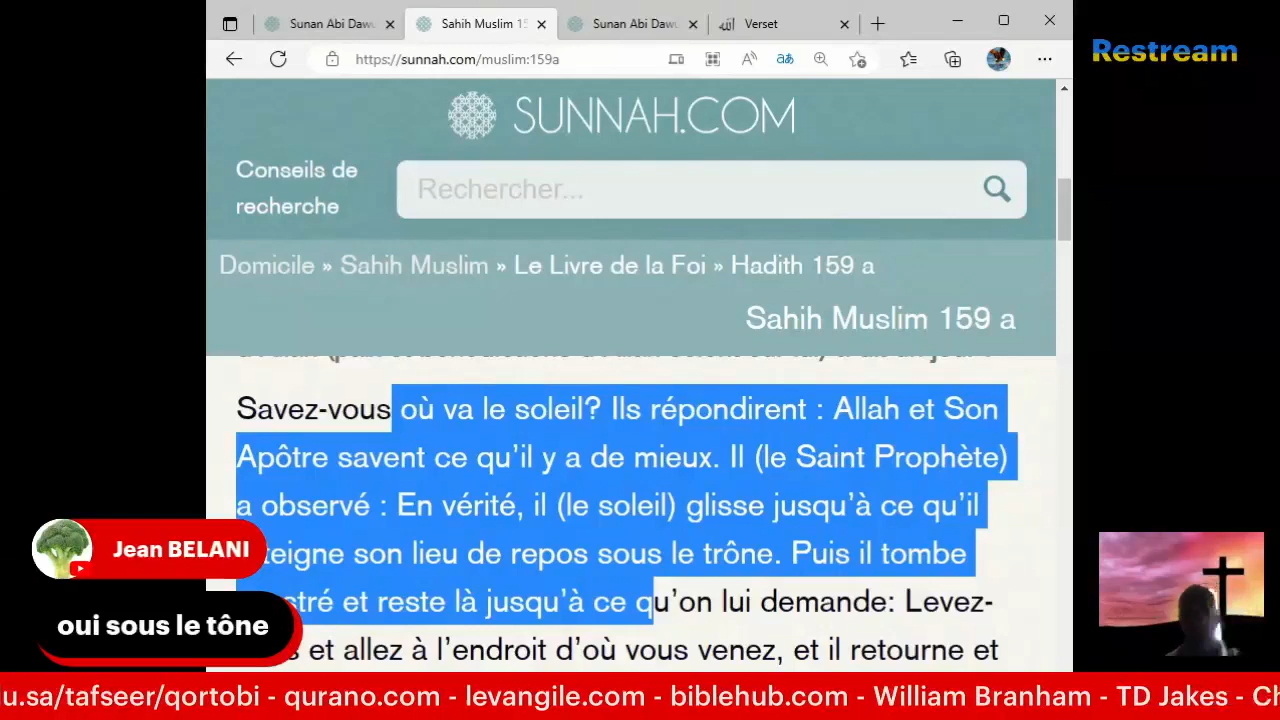 Sunan Abi Daw
Sahih Muslim 15
Sunan Abi Daw
Verset
https://sunnah.com/muslim:159a
Restream
SUNNAH.COM
Conseils de
recherche
Rechercher...
Domicile » Sahih Muslim » Le Livre de la Foi » Hadith 159 a
Sahih Muslim 159 a
Savez-vous où va le soleil? Ils répondirent : Allah et Son
Apôtre savent ce qu'il y a de mieux. Il (le Saint Prophète)
a observé : En vérité, il (le soleil) glisse jusqu'à ce qu'il
teigne son lieu de repos sous le trône. Puis il tombe
stré et reste là jusqu'à ce qu'on lui demande: Levez-
s et allez à l'endroit d'où vous venez, et il retourne et
Jean BELANI
oui sous le tône
lu.sa/tafseer/qortobi - qurano.com - levangile.com - biblehub.com - William Branham - TD Jakes - Ch